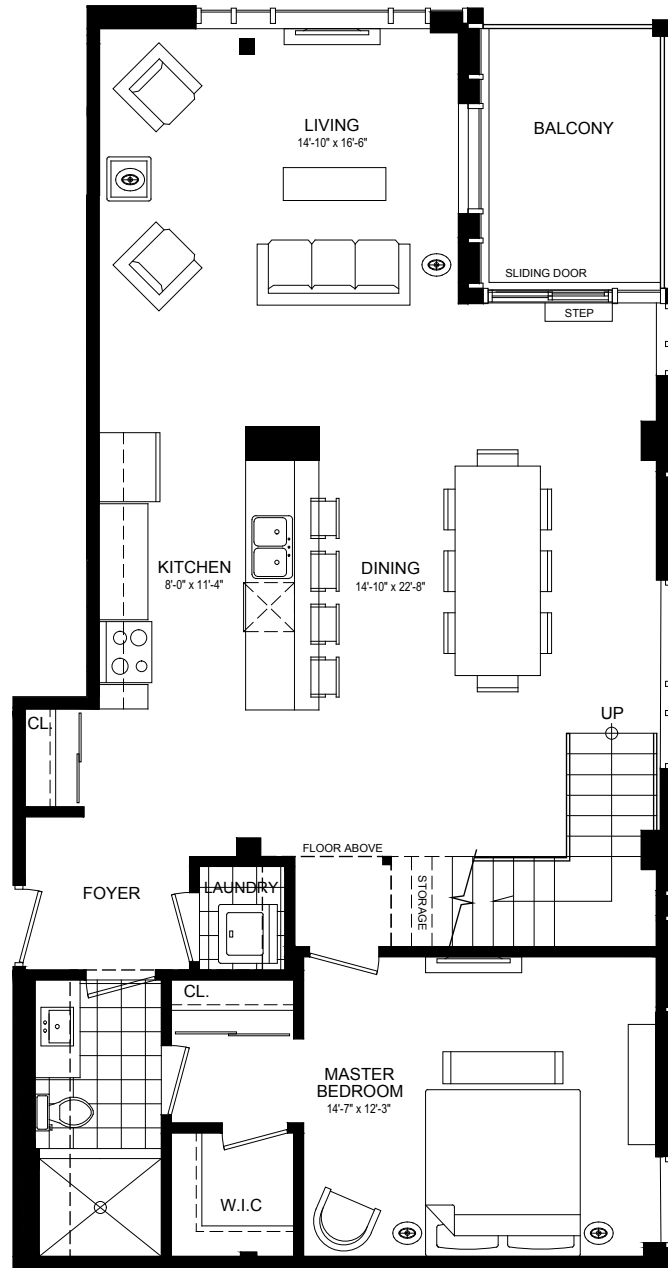 LIVING
14'-10" x 16'-6"
BALCONY
SLIDING DOOR
STEP
KITCHEN
8'-0" x 11'-4"
DINING
14'-10" x 22'-8"
CL.
UP
FLOOR ABOVE
FOYER
LAUNDRY
STORAGE
CL.
MASTER
BEDROOM
14'-7" x 12'-3"
W.I.C